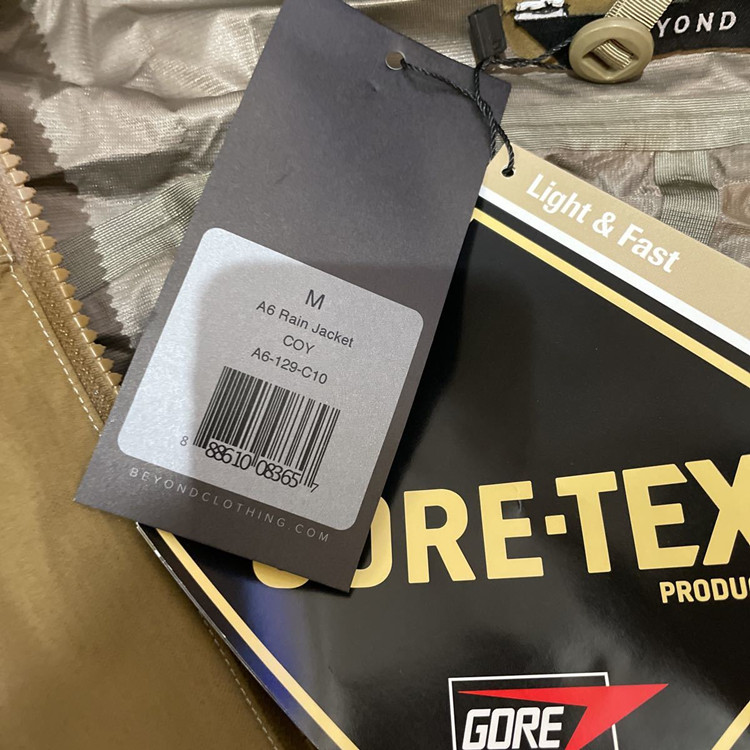 YOND
Light & Fast
M
A6 Rain Jacket
COY
A6-129-C10
8 88610 08365 7
BEYONDCLOTHING.COM
ORE-TEX
PRODU
GORE